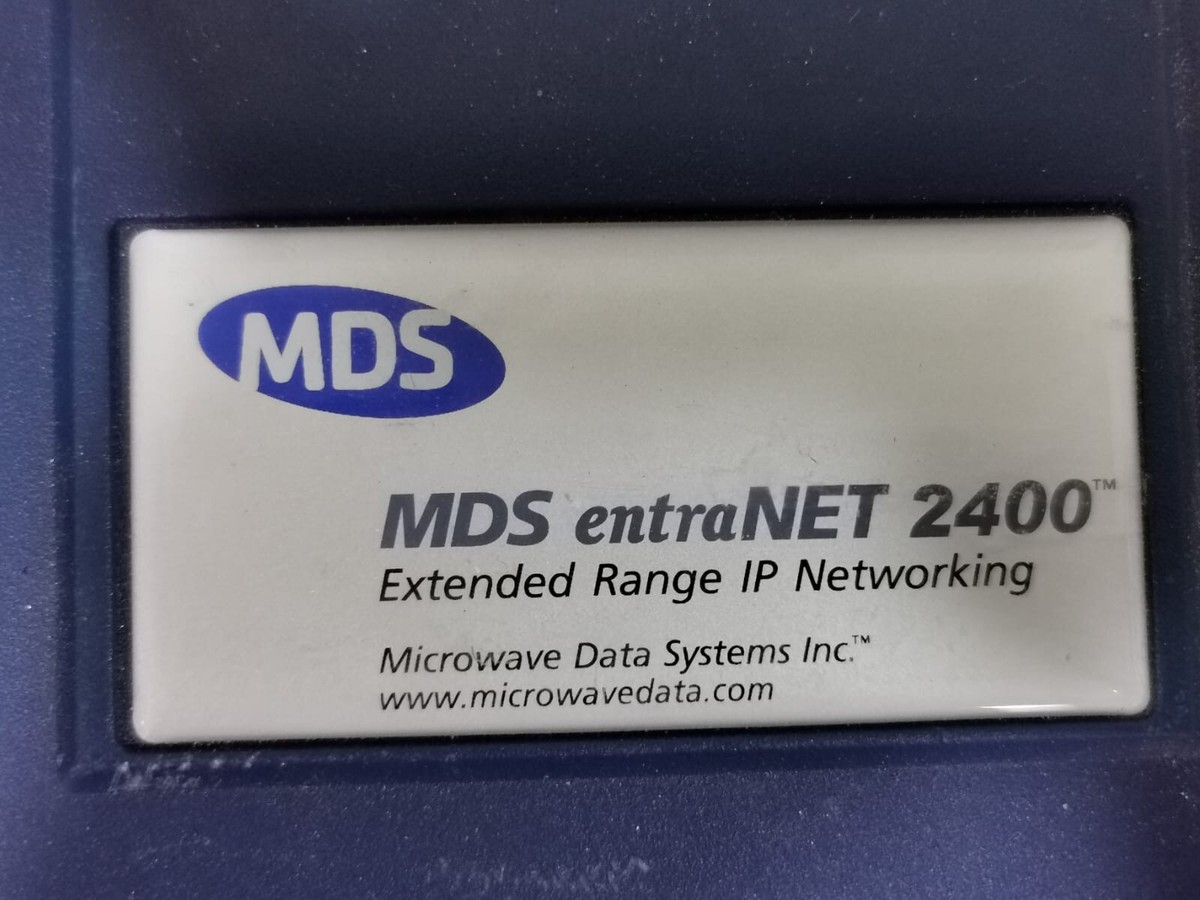 MDS
MDS entraNET 2400™
Extended Range IP Networking
Microwave Data Systems Inc.™
www.microwavedata.com